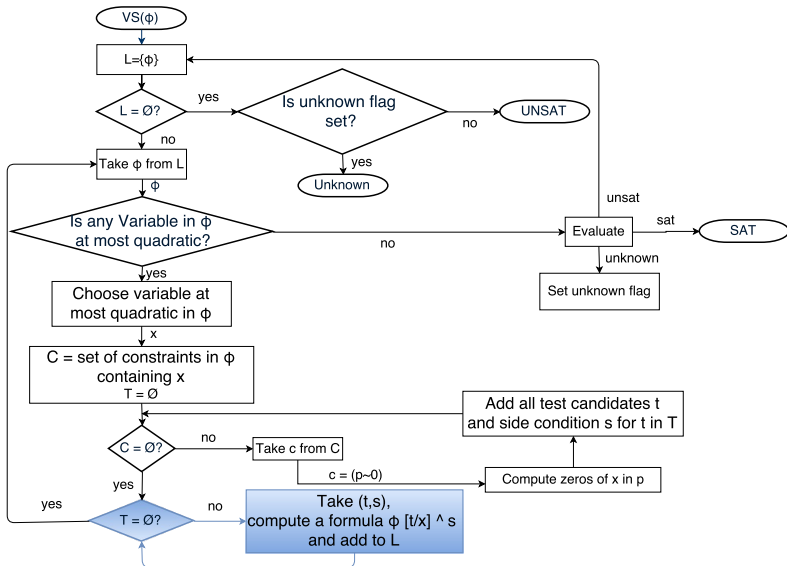 VS(ϕ)
L={ϕ}
L = Ø?
yes
Is unknown flag
set?
no
UNSAT
no
yes
Take ϕ from L
Unknown
ϕ
unsat
Is any Variable in ϕ
at most quadratic?
no
Evaluate
sat
SAT
yes
unknown
Choose variable at
most quadratic in ϕ
Set unknown flag
x
C = set of constraints in ϕ
containing x
T = Ø
Add all test candidates t
and side condition s for t in T
C = Ø?
no
Take c from C
c = (p~0)
Compute zeros of x in p
yes
yes
T = Ø?
no
Take (t,s),
compute a formula ϕ [t/x] ^ s
and add to L